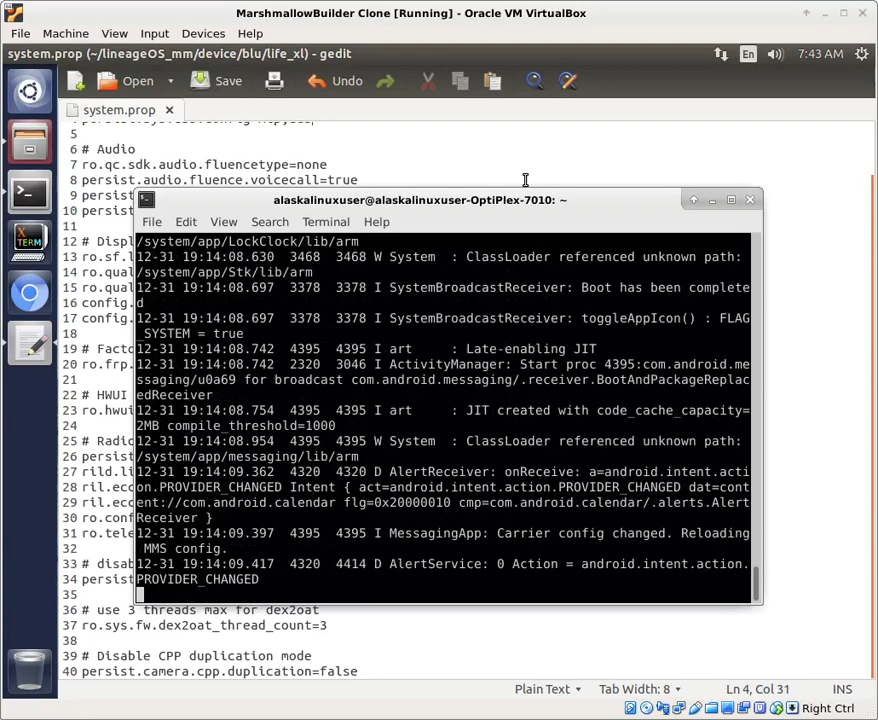 MarshmallowBuilder Clone [Running] - Oracle VM VirtualBox
File Machine View Input Devices Help
system.prop (~/lineageOS_mm/device/blu/life_xl) - gedit
En 7:43 AM
Open Save Undo
system.prop
5
6 # Audio
7 ro.qc.sdk.audio.fluencetype=none
8 persist.audio.fluence.voicecall=true
9 persist
10 persist
11
12 # Displ
13 ro.sf.l
14 ro.qual
15 ro.qual
16 config.
17 config.
18
19 # Facto
20 ro.frp.
21
22 # HWUI
23 ro.hwui
24
25 # Radio
26 persist
27 rild.li
28 ril.ecc
29 ril.ecc
30 ro.conf
31 ro.tele
32
33 # disab
34 persist
35
36 # use 3 threads max for dex2oat
37 ro.sys.fw.dex2oat_thread_count=3
38
39 # Disable CPP duplication mode
40 persist.camera.cpp.duplication=false
alaskalinuxuser@alaskalinuxuser-OptiPlex-7010: ~
File Edit View Search Terminal Help
/system/app/LockClock/lib/arm
12-31 19:14:08.630 3468 3468 W System : ClassLoader referenced unknown path:
/system/app/Stk/lib/arm
12-31 19:14:08.697 3378 3378 I SystemBroadcastReceiver: Boot has been complete
d
12-31 19:14:08.697 3378 3378 I SystemBroadcastReceiver: toggleAppIcon() : FLAG
_SYSTEM = true
12-31 19:14:08.742 4395 4395 I art : Late-enabling JIT
12-31 19:14:08.742 2320 3046 I ActivityManager: Start proc 4395:com.android.me
ssaging/u0a69 for broadcast com.android.messaging/.receiver.BootAndPackageReplac
edReceiver
12-31 19:14:08.754 4395 4395 I art : JIT created with code_cache_capacity=
2MB compile_threshold=1000
12-31 19:14:08.954 4395 4395 W System : ClassLoader referenced unknown path:
/system/app/messaging/lib/arm
12-31 19:14:09.362 4320 4320 D AlertReceiver: onReceive: a=android.intent.acti
on.PROVIDER_CHANGED Intent { act=android.intent.action.PROVIDER_CHANGED dat=cont
ent://com.android.calendar flg=0x20000010 cmp=com.android.calendar/.alerts.Alert
Receiver }
12-31 19:14:09.397 4395 4395 I MessagingApp: Carrier config changed. Reloading
MMS config.
12-31 19:14:09.417 4320 4414 D AlertService: 0 Action = android.intent.action.
PROVIDER_CHANGED
Plain Text Tab Width: 8 Ln 4, Col 31 INS
Right Ctrl